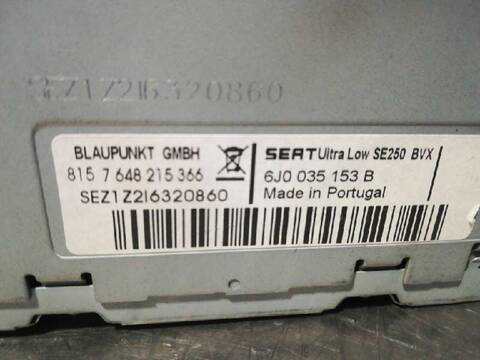 SEZ1Z2I6320860
BLAUPUNKT GMBH
815 7 648 215 366
SEZ1Z2I6320860
SEAT Ultra Low SE250 BVX
6J0 035 153 B
Made in Portugal